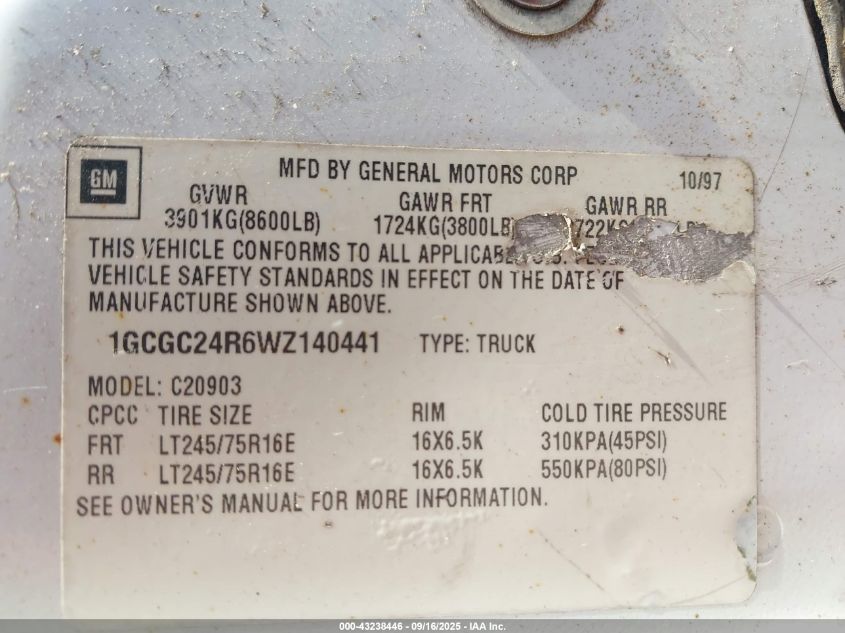 GM
MFD BY GENERAL MOTORS CORP 10/97
GVWR GAWR FRT GAWR RR
3901KG(8600LB) 1724KG(3800LB)
THIS VEHICLE CONFORMS TO ALL
VEHICLE SAFETY STANDARDS IN EFFECT ON THE DATE OF
MANUFACTURE SHOWN ABOVE.
1GCGC24R6WZ140441 TYPE: TRUCK
MODEL: C20903
CPCC TIRE SIZE RIM COLD TIRE PRESSURE
FRT LT245/75R16E 16X6.5K 310KPA(45PSI)
RR LT245/75R16E 16X6.5K 550KPA(80PSI)
SEE OWNER'S MANUAL FOR MORE INFORMATION.
000-43238446 - 09/16/2025 - IAA Inc.